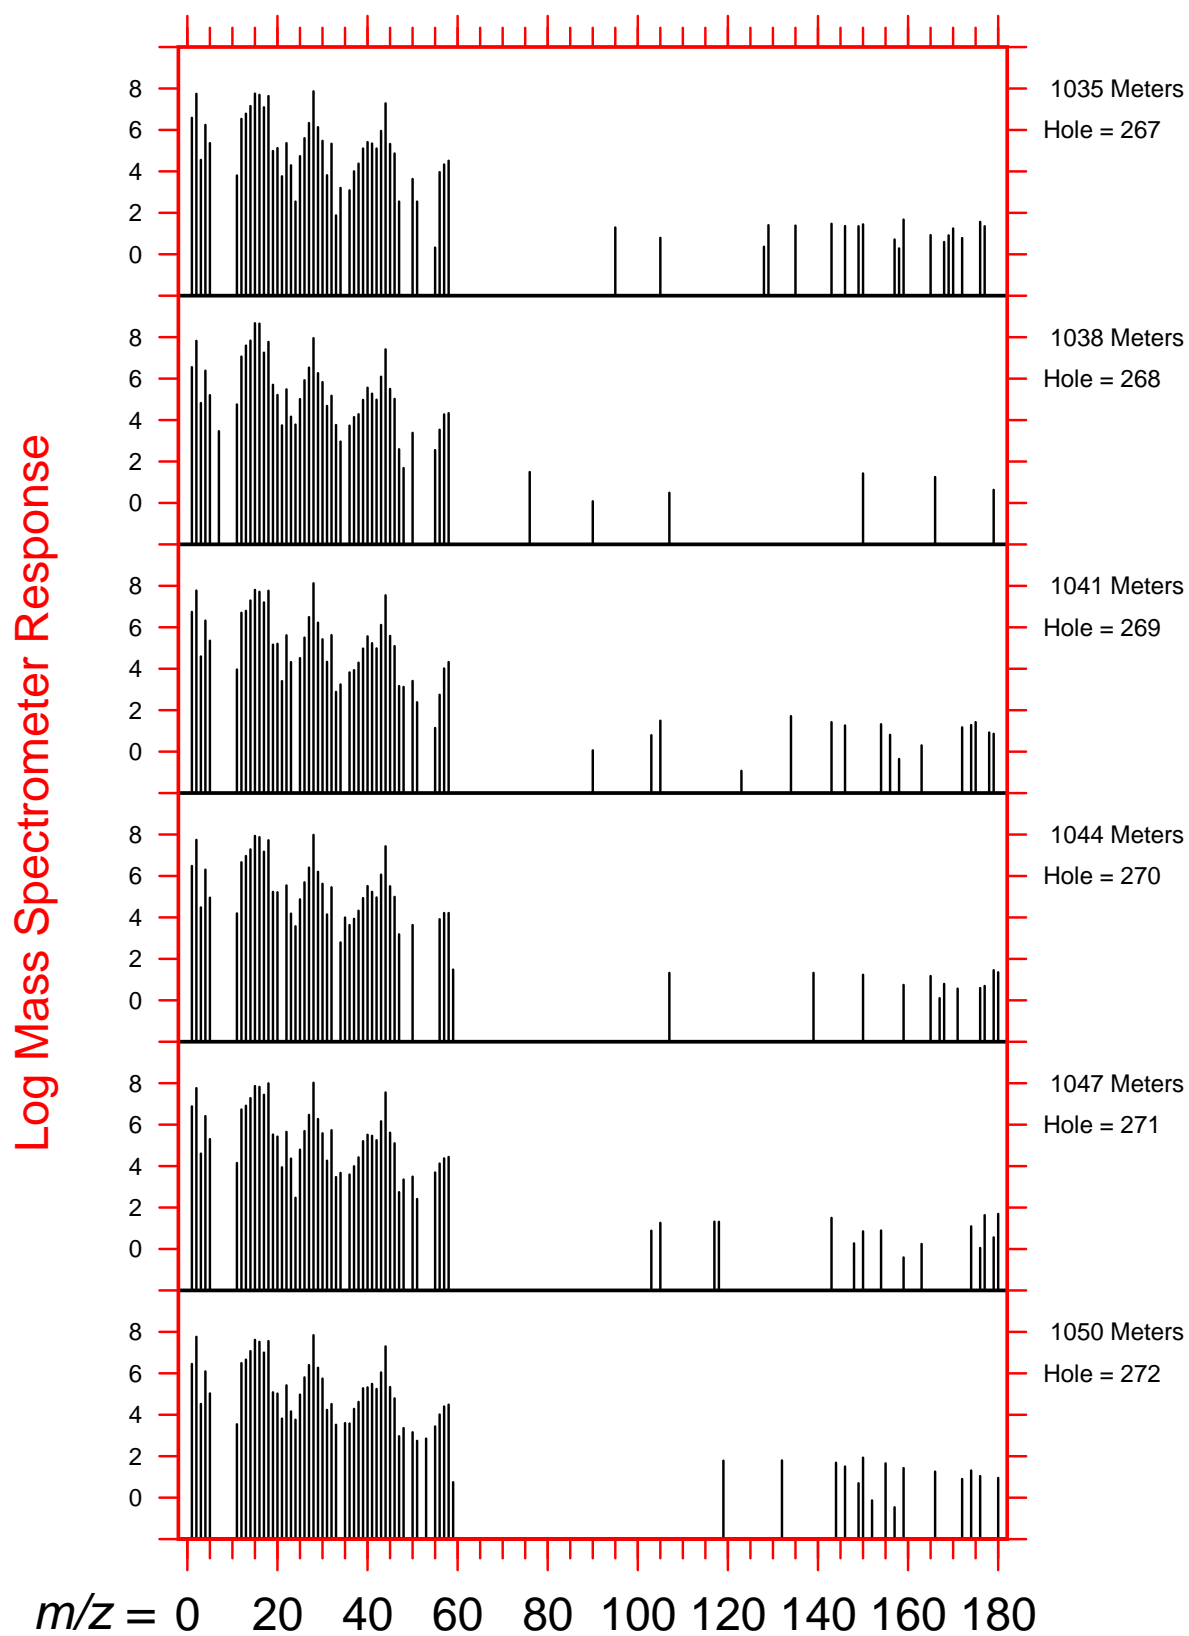 8
6
4
2
0
1035 Meters
Hole = 267
8
6
4
2
0
1038 Meters
Hole = 268
8
6
4
2
0
1041 Meters
Hole = 269
8
6
4
2
0
1044 Meters
Hole = 270
8
6
4
2
0
1047 Meters
Hole = 271
8
6
4
2
0
1050 Meters
Hole = 272
Log Mass Spectrometer Response
m/z = 0 20 40 60 80 100 120 140 160 180